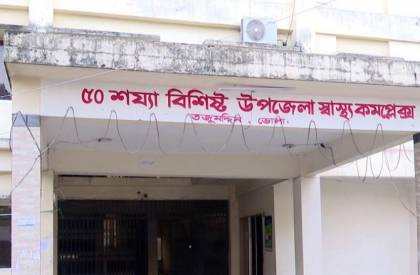 ৫০ শয্যা বিশিষ্ট উপজেলা স্বাস্থ্য কমপ্লেক্স
তজুমদ্দিন, ভোলা।